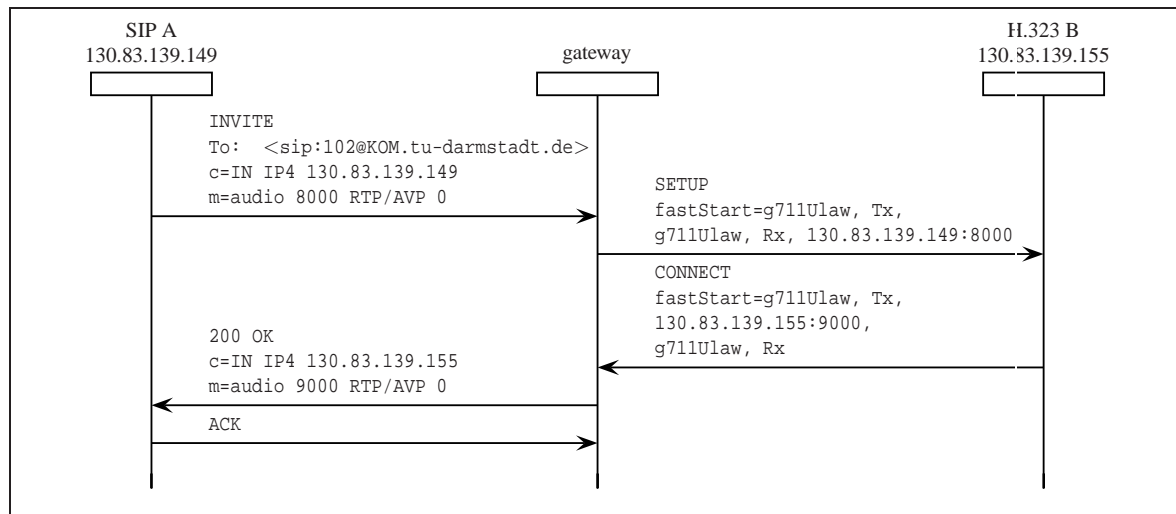 SIP A
130.83.139.149
gateway
H.323 B
130.83.139.155
INVITE
To: <sip:102@KOM.tu-darmstadt.de>
c=IN IP4 130.83.139.149
m=audio 8000 RTP/AVP 0
SETUP
fastStart=g711Ulaw, Tx,
g711Ulaw, Rx, 130.83.139.149:8000
CONNECT
fastStart=g711Ulaw, Tx,
130.83.139.155:9000,
g711Ulaw, Rx
200 OK
c=IN IP4 130.83.139.155
m=audio 9000 RTP/AVP 0
ACK